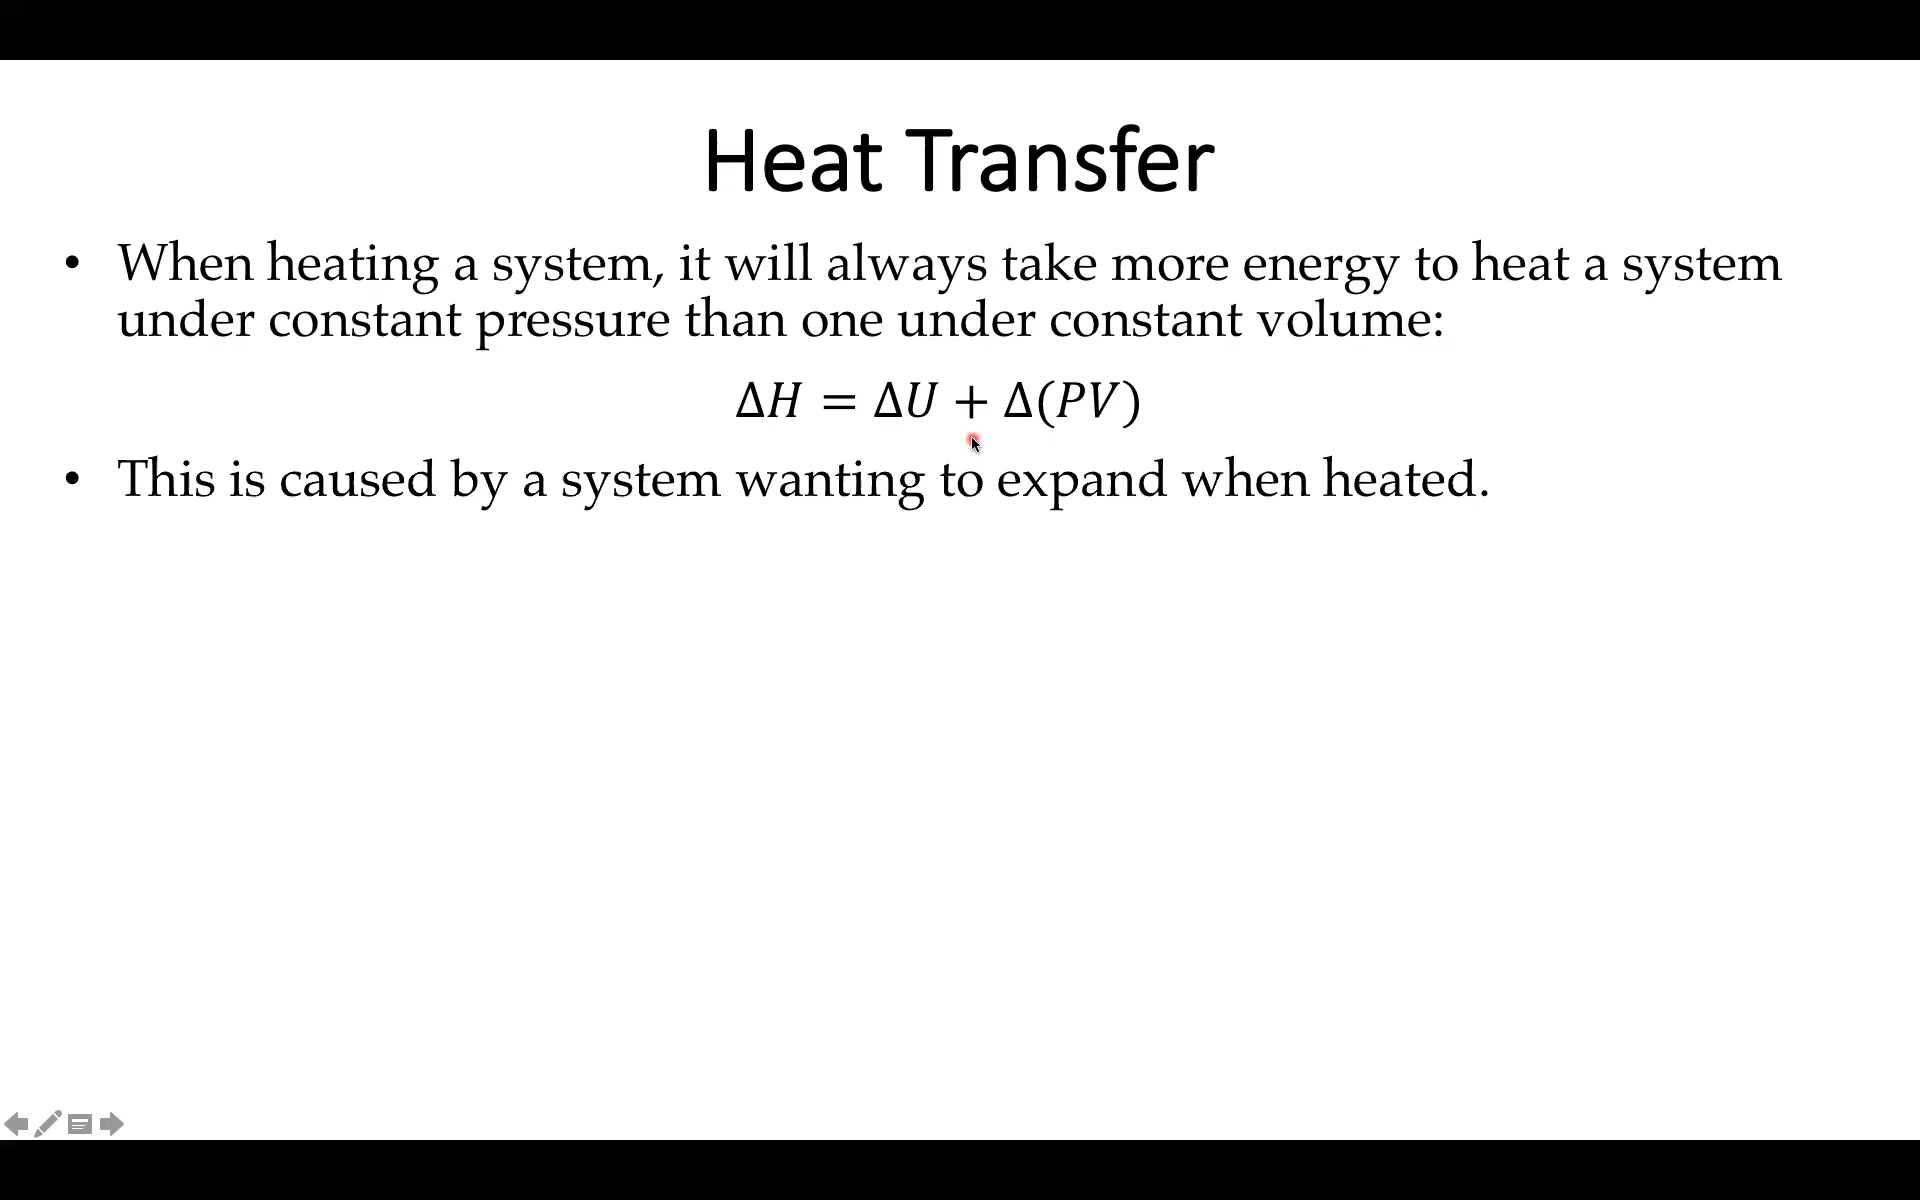 Heat Transfer
• When heating a system, it will always take more energy to heat a system
under constant pressure than one under constant volume:
ΔH = ΔU + Δ(PV)
• This is caused by a system wanting to expand when heated.